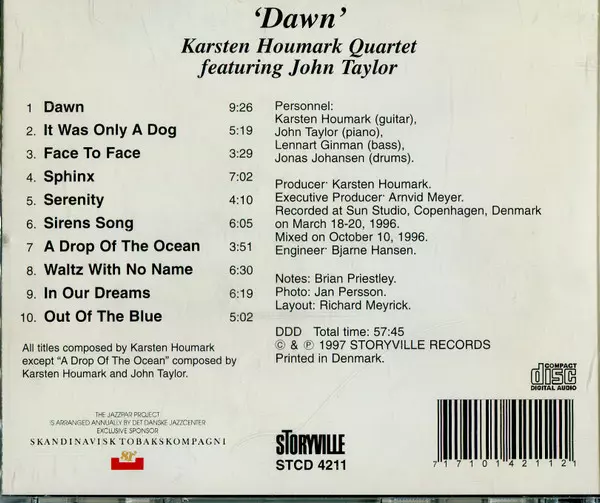 ‘Dawn’
Karsten Houmark Quartet
featuring John Taylor
1 Dawn 9:26
2. It Was Only A Dog 5:19
3. Face To Face 3:29
4. Sphinx 7:02
5. Serenity 4:10
6. Sirens Song 6:05
7 A Drop Of The Ocean 3:51
8. Waltz With No Name 6:30
9. In Our Dreams 6:19
10. Out Of The Blue 5:02
All titles composed by Karsten Houmark
except “A Drop Of The Ocean” composed by
Karsten Houmark and John Taylor.
Personnel:
Karsten Houmark (guitar),
John Taylor (piano),
Lennart Ginman (bass),
Jonas Johansen (drums).
Producer: Karsten Houmark.
Executive Producer: Arnvid Meyer.
Recorded at Sun Studio, Copenhagen, Denmark
on March 18-20, 1996.
Mixed on October 10, 1996.
Engineer: Bjarne Hansen.
Notes: Brian Priestley.
Photo: Jan Persson.
Layout: Richard Meyrick.
DDD Total time: 57:45
© & ℗ 1997 STORYVILLE RECORDS
Printed in Denmark.
COMPACT
disc
DIGITAL AUDIO
THE JAZZPAR PROJECT
IS ARRANGED ANNUALLY BY DET DANSKE JAZZCENTER
EXCLUSIVE SPONSOR
SKANDINAVISK TOBAKSKOMPAGNI
STORYVILLE
STCD 4211
7 17101 42112 1